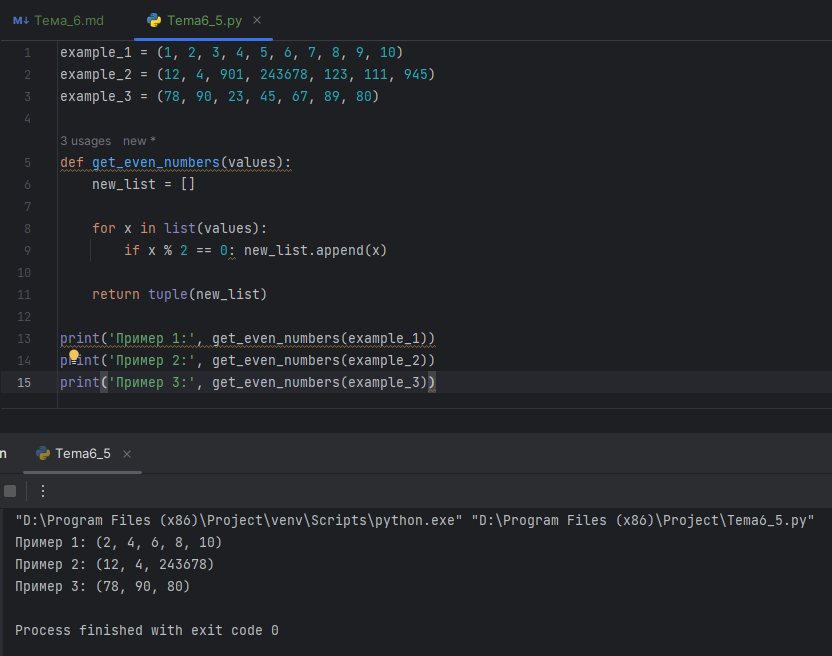 M↓ Тема_6.md Tema6_5.py
1 example_1 = (1, 2, 3, 4, 5, 6, 7, 8, 9, 10)
2 example_2 = (12, 4, 901, 243678, 123, 111, 945)
3 example_3 = (78, 90, 23, 45, 67, 89, 80)
4
3 usages new *
5 def get_even_numbers(values):
6 new_list = []
7
8 for x in list(values):
9 if x % 2 == 0: new_list.append(x)
10
11 return tuple(new_list)
12
13 print('Пример 1:', get_even_numbers(example_1))
14 print('Пример 2:', get_even_numbers(example_2))
15 print('Пример 3:', get_even_numbers(example_3))
n Tema6_5
"D:\Program Files (x86)\Project\venv\Scripts\python.exe" "D:\Program Files (x86)\Project\Tema6_5.py"
Пример 1: (2, 4, 6, 8, 10)
Пример 2: (12, 4, 243678)
Пример 3: (78, 90, 80)
Process finished with exit code 0